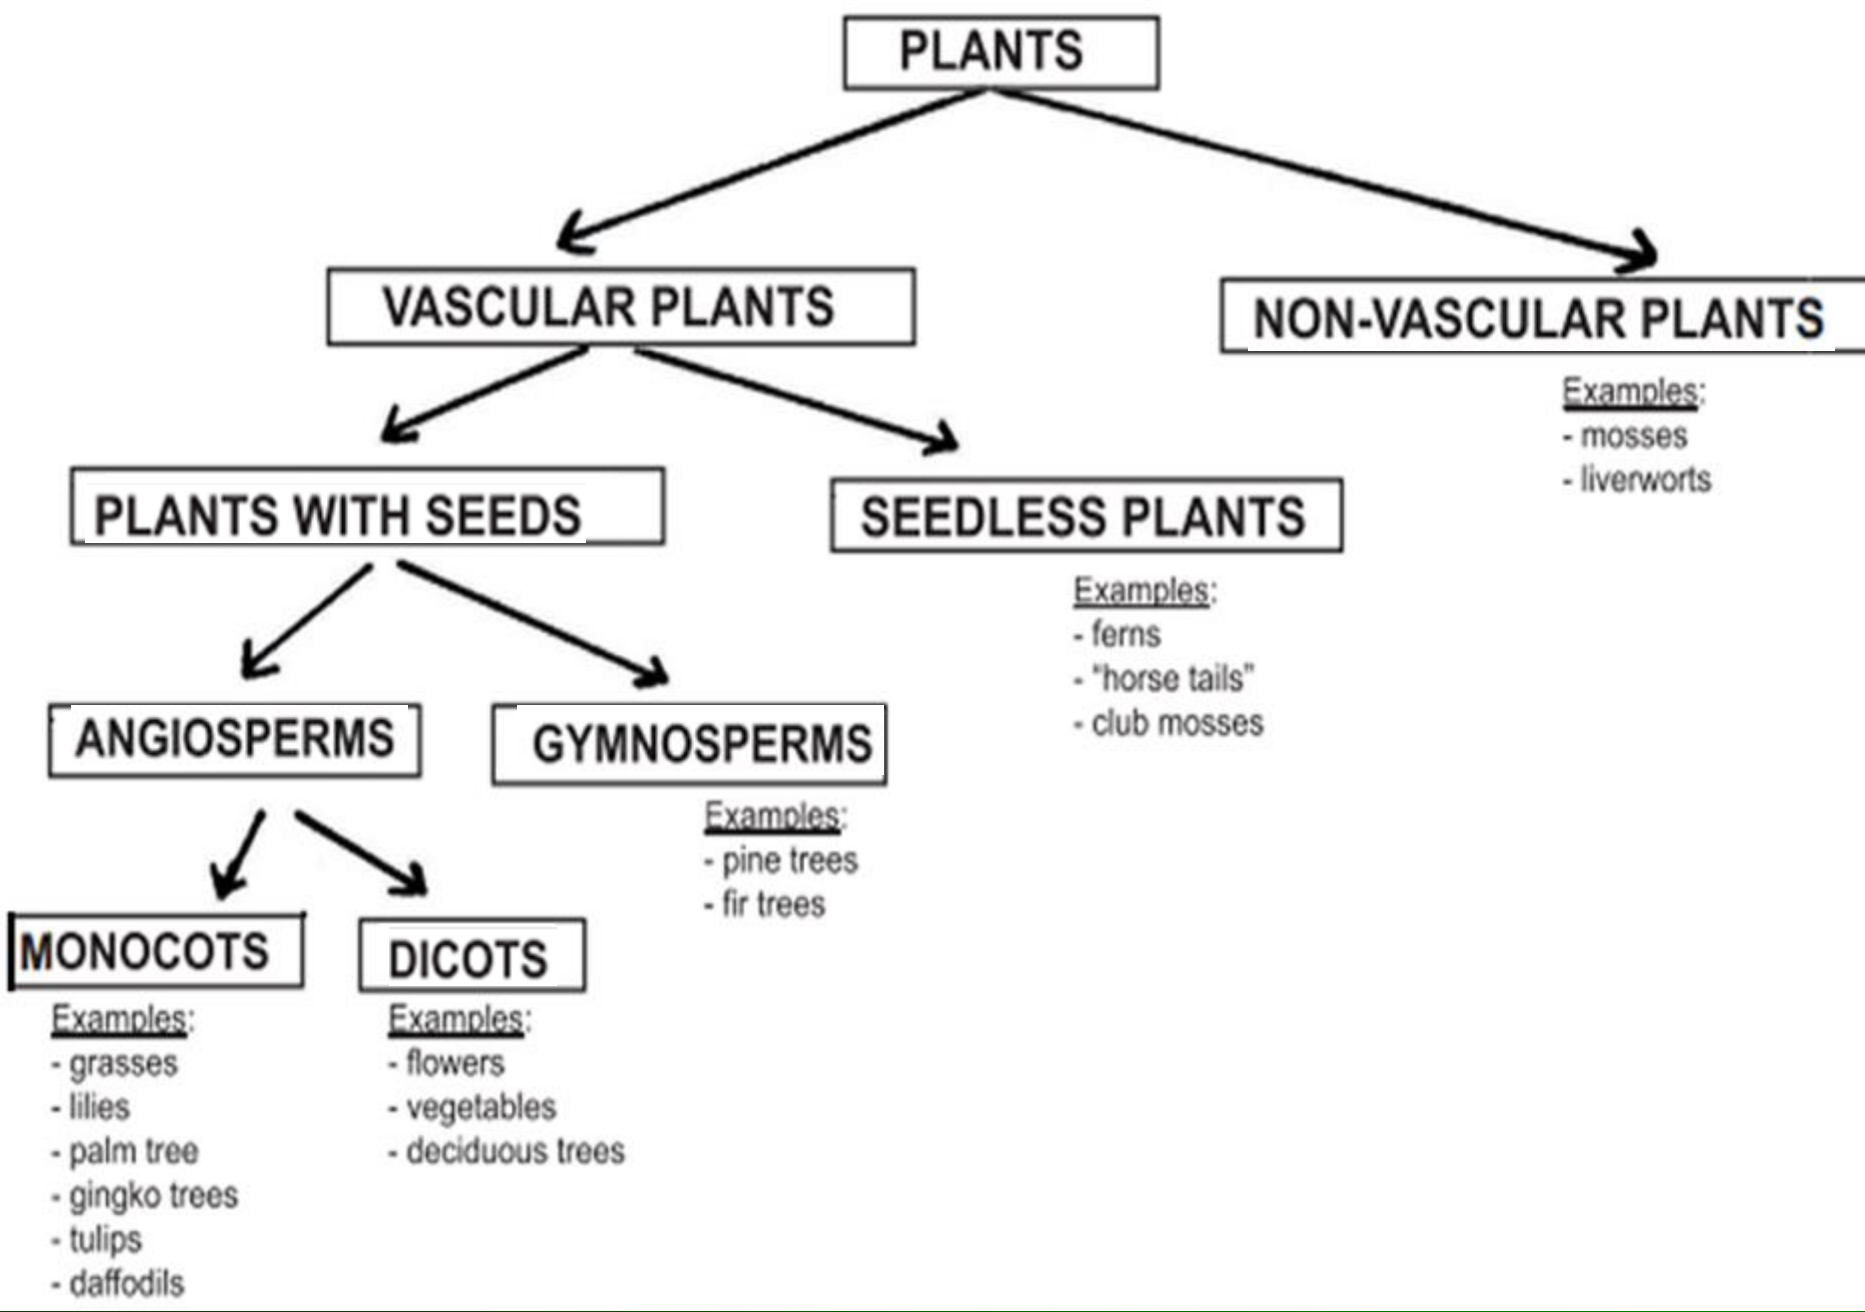 PLANTS
VASCULAR PLANTS
NON-VASCULAR PLANTS
Examples:
- mosses
- liverworts
PLANTS WITH SEEDS
SEEDLESS PLANTS
Examples:
- ferns
- “horse tails”
- club mosses
ANGIOSPERMS
GYMNOSPERMS
Examples:
- pine trees
- fir trees
MONOCOTS
Examples:
- grasses
- lilies
- palm tree
- gingko trees
- tulips
- daffodils
DICOTS
Examples:
- flowers
- vegetables
- deciduous trees